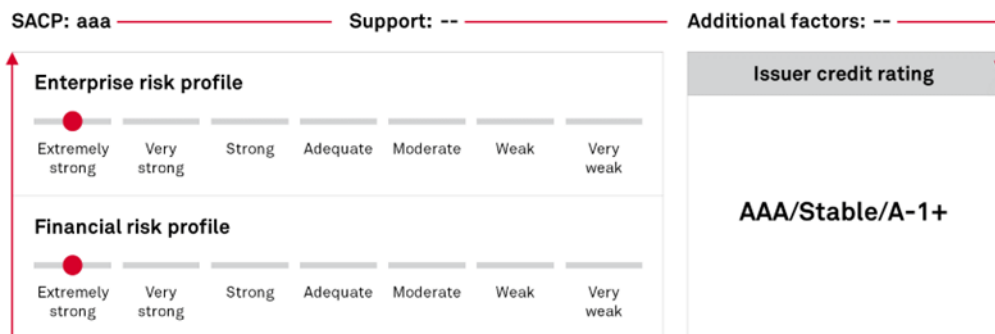 SACP: aaa Support: -- Additional factors: --
Enterprise risk profile
Extremely strong
Very strong
Strong
Adequate
Moderate
Weak
Very weak
Financial risk profile
Extremely strong
Very strong
Strong
Adequate
Moderate
Weak
Very weak
Issuer credit rating
AAA/Stable/A-1+